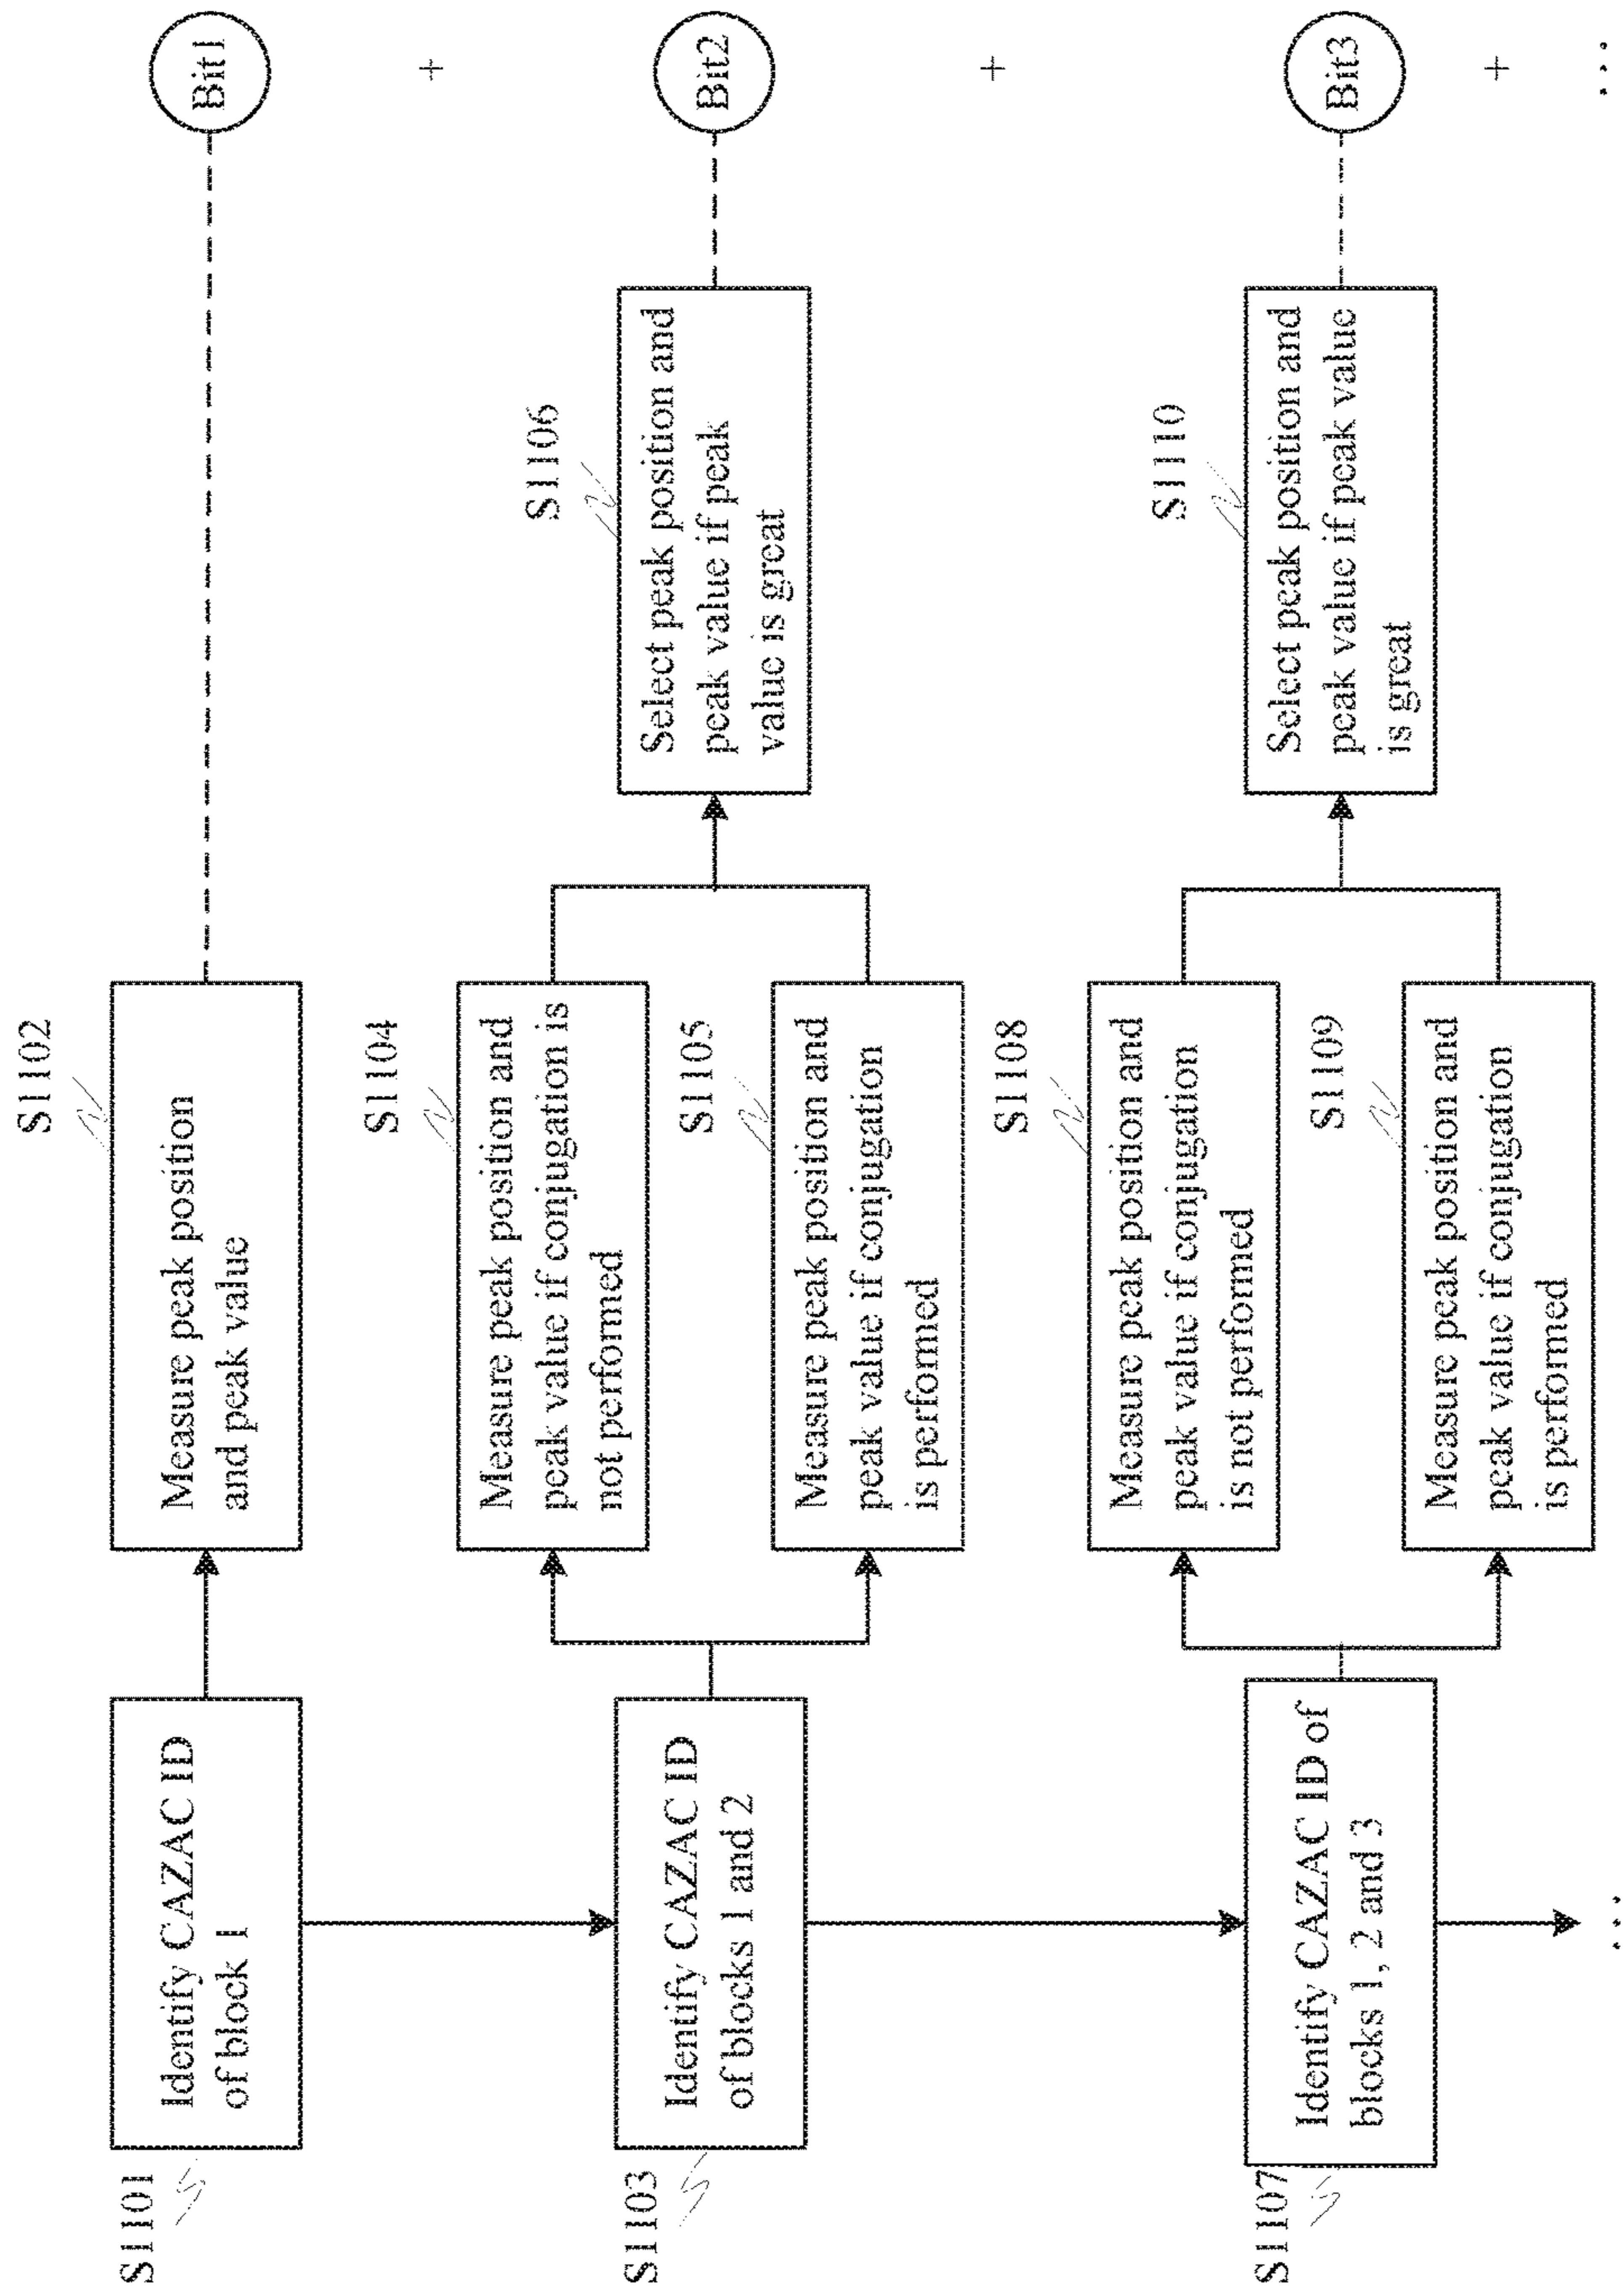 S1101
Identify CAZAC ID
of block 1
S1102
Measure peak position
and peak value
Bit1
+
S1103
Identify CAZAC ID
of blocks 1 and 2
S1104
Measure peak position and
peak value if conjugation is
not performed
S1105
Measure peak position and
peak value if conjugation
is performed
S1106
Select peak position and
peak value if peak
value is great
Bit2
+
S1107
Identify CAZAC ID of
blocks 1, 2 and 3
S1108
Measure peak position and
peak value if conjugation
is not performed
S1109
Measure peak position and
peak value if conjugation
is performed
S1110
Select peak position and
peak value if peak value
is great
Bit3
+
...
...